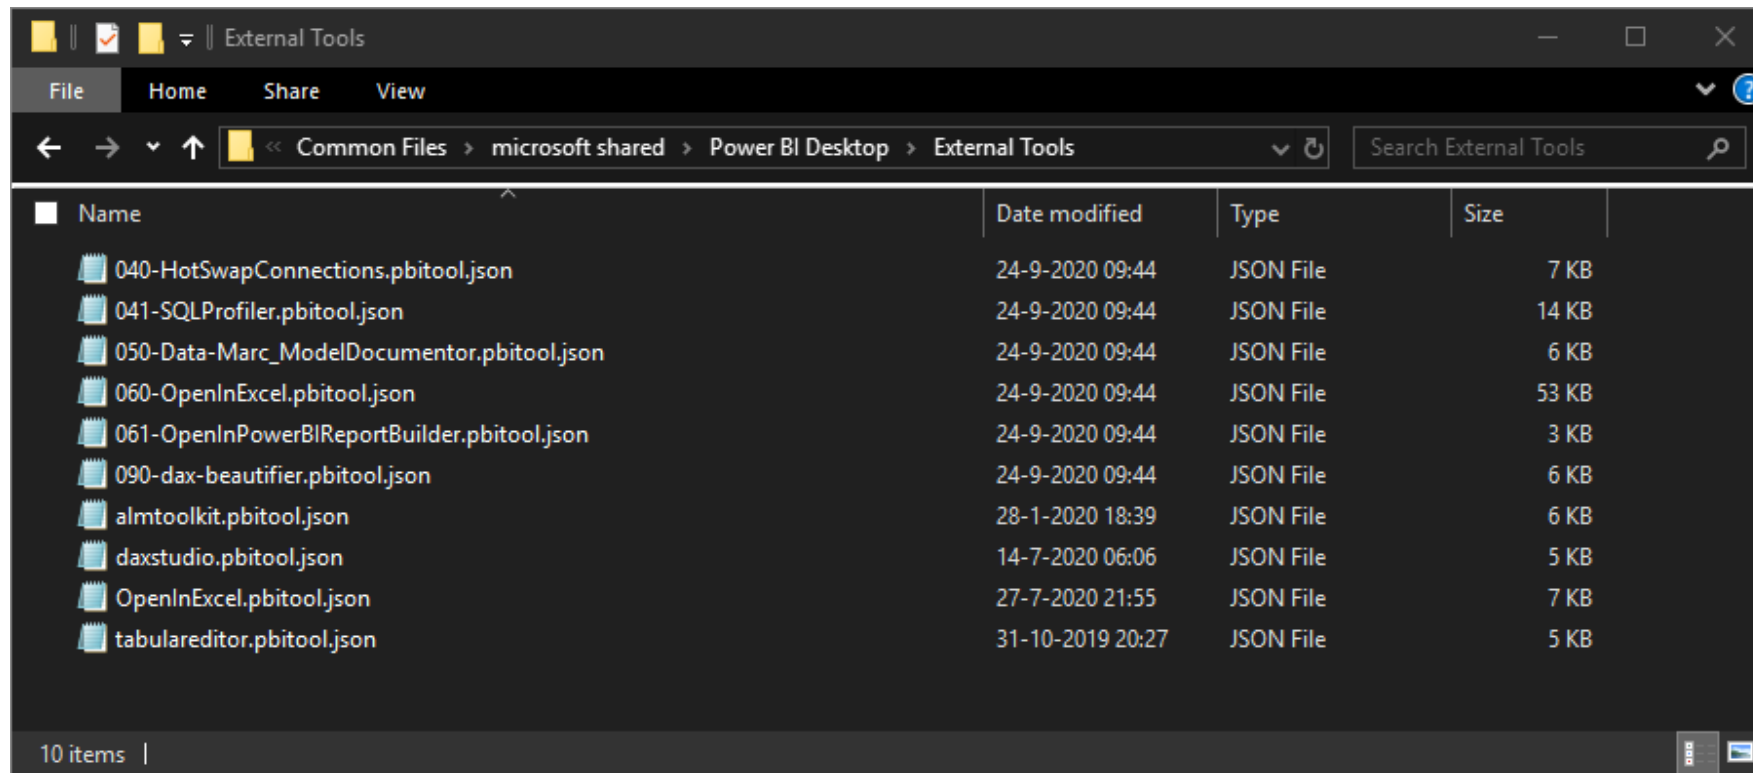 External Tools
File Home Share View
« Common Files > microsoft shared > Power BI Desktop > External Tools Search External Tools
Name Date modified Type Size
040-HotSwapConnections.pbitool.json 24-9-2020 09:44 JSON File 7 KB
041-SQLProfiler.pbitool.json 24-9-2020 09:44 JSON File 14 KB
050-Data-Marc_ModelDocumentor.pbitool.json 24-9-2020 09:44 JSON File 6 KB
060-OpenInExcel.pbitool.json 24-9-2020 09:44 JSON File 53 KB
061-OpenInPowerBIReportBuilder.pbitool.json 24-9-2020 09:44 JSON File 3 KB
090-dax-beautifier.pbitool.json 24-9-2020 09:44 JSON File 6 KB
almtoolkit.pbitool.json 28-1-2020 18:39 JSON File 6 KB
daxstudio.pbitool.json 14-7-2020 06:06 JSON File 5 KB
OpenInExcel.pbitool.json 27-7-2020 21:55 JSON File 7 KB
tabulareditor.pbitool.json 31-10-2019 20:27 JSON File 5 KB
10 items